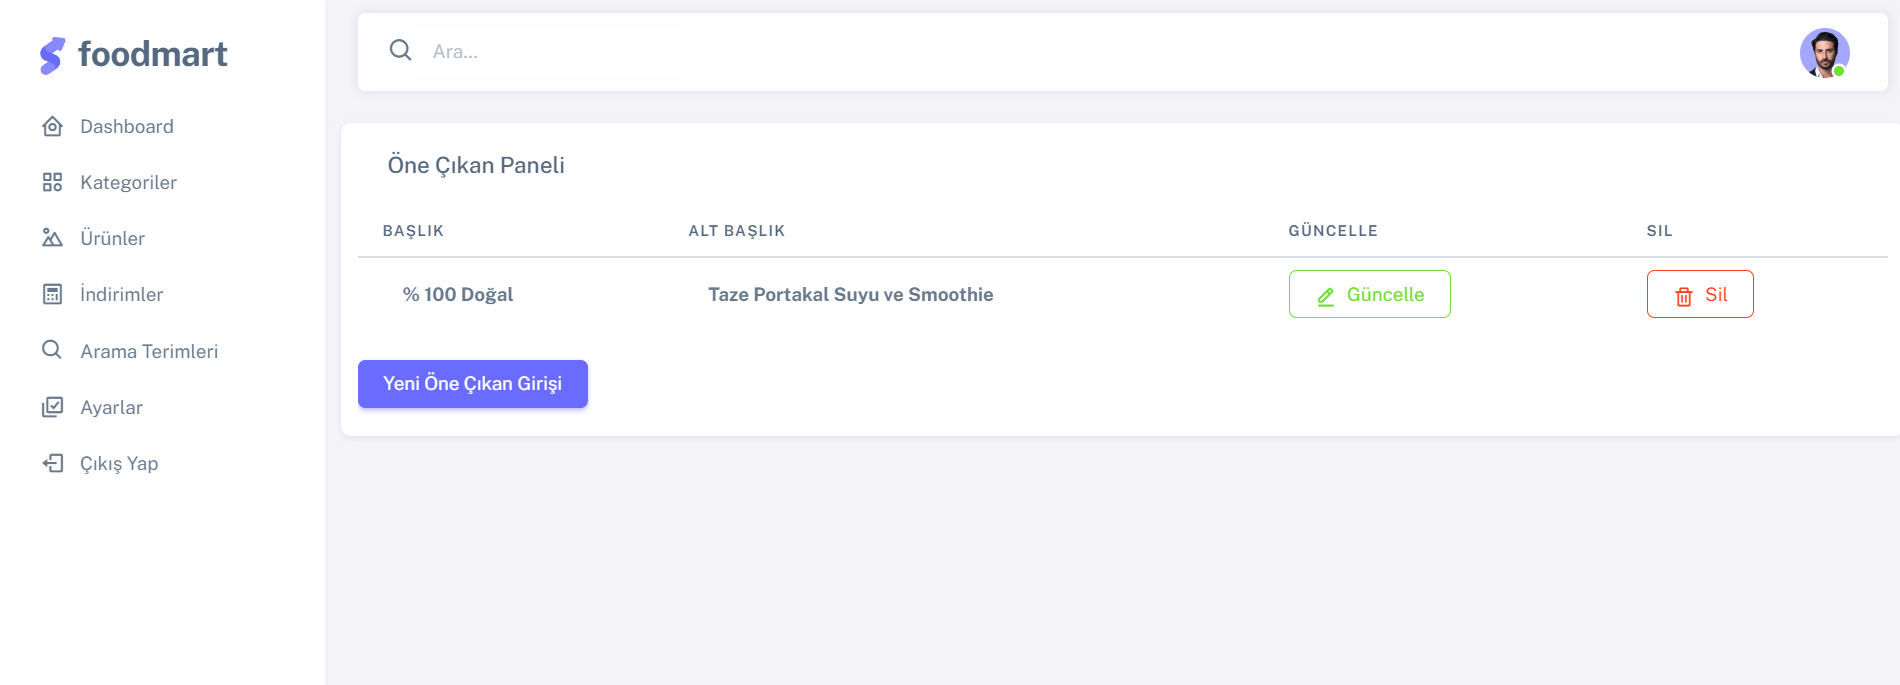 foodmart
Dashboard
Kategoriler
Ürünler
İndirimler
Arama Terimleri
Ayarlar
Çıkış Yap
Ara...
Öne Çıkan Paneli
BAŞLIK ALT BAŞLIK GÜNCELLE SIL
% 100 Doğal Taze Portakal Suyu ve Smoothie Güncelle Sil
Yeni Öne Çıkan Girişi